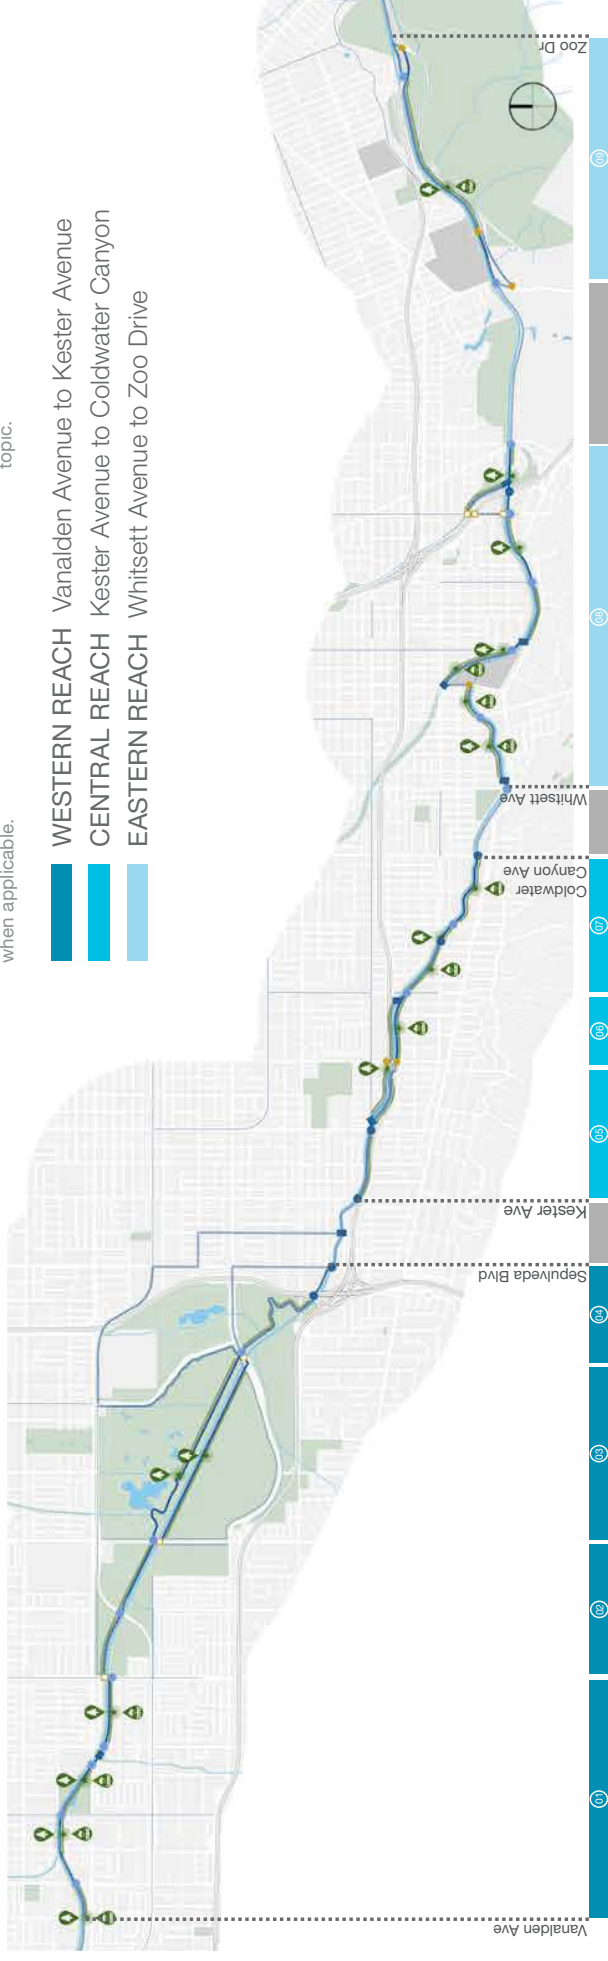 when applicable.
topic.
WESTERN REACH Vanalden Avenue to Kester Avenue
CENTRAL REACH Kester Avenue to Coldwater Canyon
EASTERN REACH Whitsett Avenue to Zoo Drive
Vanalden Ave
Sepulveda Blvd
Kester Ave
Coldwater
Canyon Ave
Whitsett Ave
Zoo Dr
01
02
03
04
05
06
07
08
09